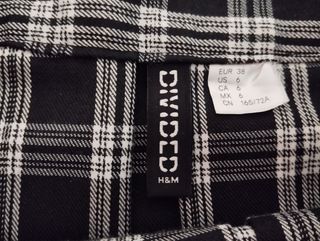 DIVIDED
H&M
EUR 38
US 6
CA 6
MX 6
CN 165/72A